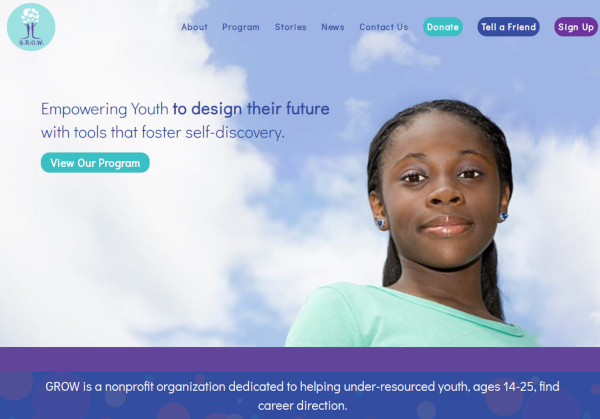 G.R.O.W.
About Program Stories News Contact Us Donate Tell a Friend Sign Up
Empowering Youth to design their future
with tools that foster self-discovery.
View Our Program
GROW is a nonprofit organization dedicated to helping under-resourced youth, ages 14-25, find
career direction.